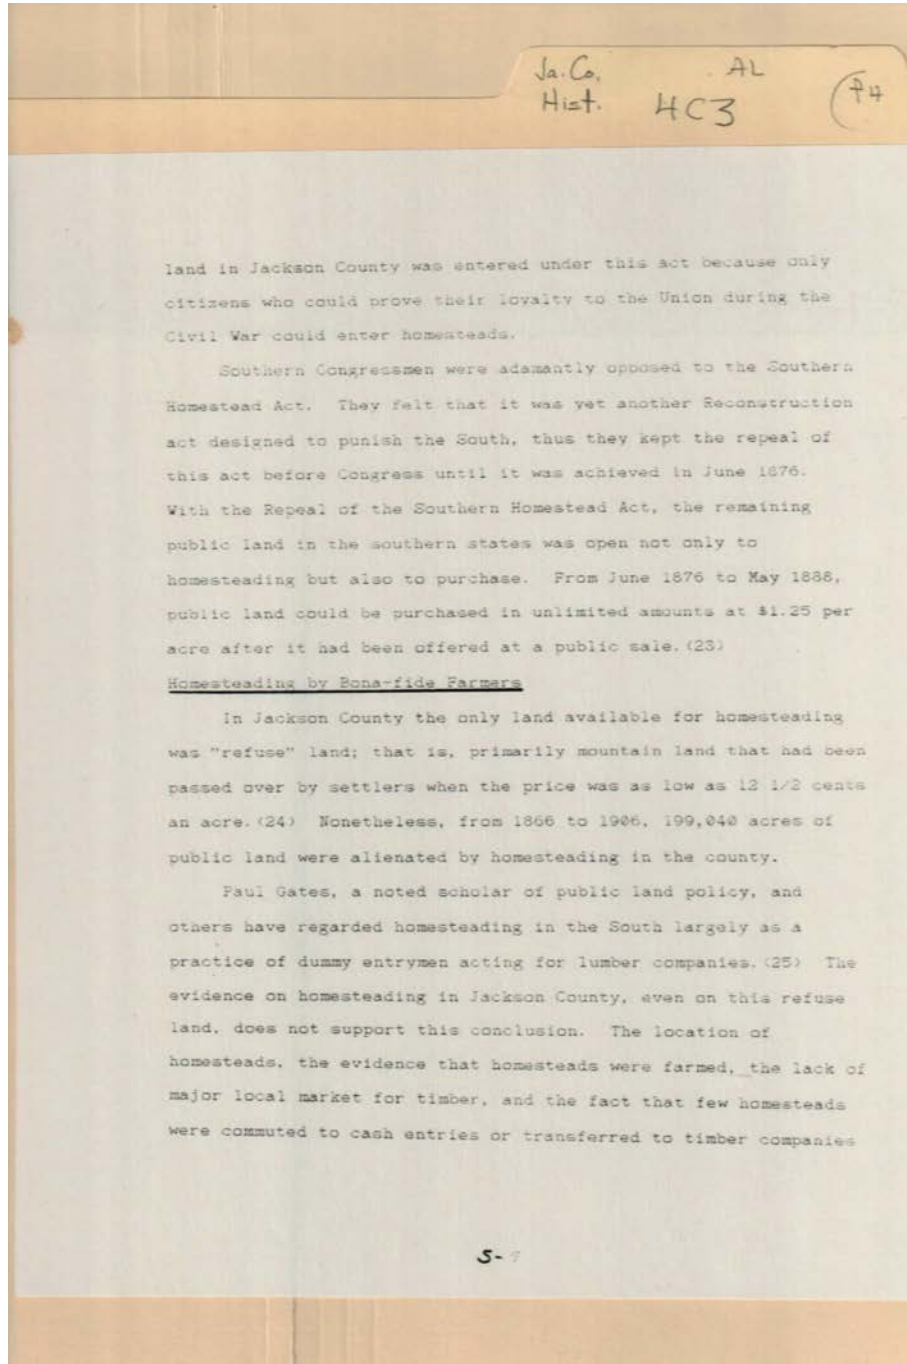 Ja. Co. AL
Hist. 4C3 P4
land in Jackson County was entered under this act because only
citizens who could prove their loyalty to the Union during the
Civil War could enter homesteads.
Southern Congressmen were adamantly opposed to the Southern
Homestead Act. They felt that it was yet another Reconstruction
act designed to punish the South, thus they kept the repeal of
this act before Congress until it was achieved in June 1876.
With the Repeal of the Southern Homestead Act, the remaining
public land in the southern states was open not only to
homesteading but also to purchase. From June 1876 to May 1888,
public land could be purchased in unlimited amounts at $1.25 per
acre after it had been offered at a public sale.(23)
Homesteading by Bona-fide Farmers
In Jackson County the only land available for homesteading
was "refuse" land; that is, primarily mountain land that had been
passed over by settlers when the price was as low as 12 1/2 cents
an acre.(24) Nonetheless, from 1866 to 1906, 199,040 acres of
public land were alienated by homesteading in the county.
Paul Gates, a noted scholar of public land policy, and
others have regarded homesteading in the South largely as a
practice of dummy entrymen acting for lumber companies.(25) The
evidence on homesteading in Jackson County, even on this refuse
land, does not support this conclusion. The location of
homesteads, the evidence that homesteads were farmed, the lack of
major local market for timber, and the fact that few homesteads
were commuted to cash entries or transferred to timber companies
5-